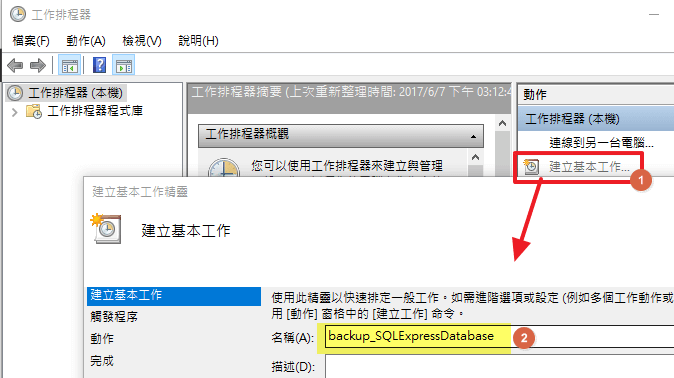 工作排程器
檔案(F) 動作(A) 檢視(V) 說明(H)
工作排程器 (本機)
工作排程器程式庫
工作排程器摘要 (上次重新整理時間: 2017/6/7 下午 03:12:4
工作排程器概觀
您可以使用工作排程器來建立與管理
動作
工作排程器 (本機)
連線到另一台電腦...
建立基本工作...
1
建立基本工作精靈
建立基本工作
建立基本工作
觸發程序
動作
完成
使用此精靈以快速排定一般工作。如需進階選項或設定 (例如多個工作動作或
用 [動作] 窗格中的 [建立工作] 命令。
名稱(A): backup_SQLExpressDatabase 2
描述(D):